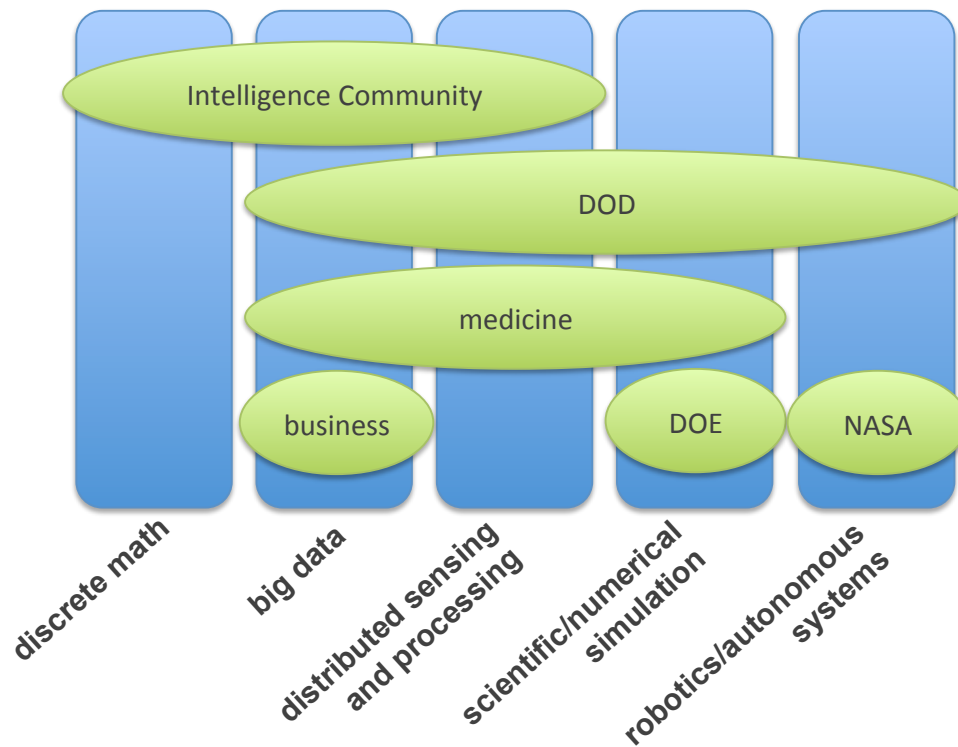 Intelligence Community
DOD
medicine
business
DOE
NASA
discrete math
big data
distributed sensing
and processing
scientific/numerical
simulation
robotics/autonomous
systems